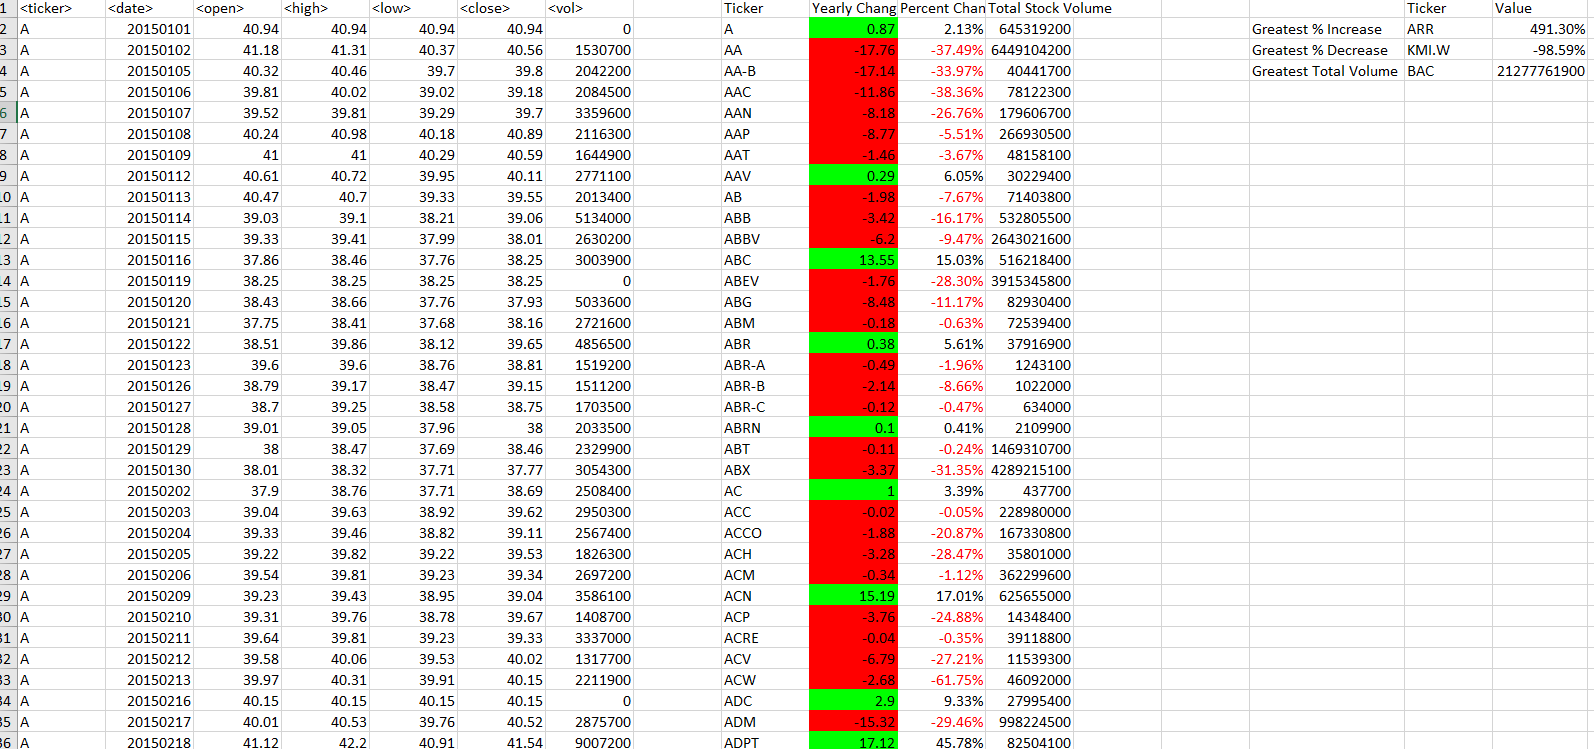 1 <ticker> <date> <open> <high> <low> <close> <vol> Ticker Yearly Chang Percent Chan Total Stock Volume Ticker Value
2 A 20150101 40.94 40.94 40.94 40.94 0 A 0.87 2.13% 645319200 Greatest % Increase ARR 491.30%
3 A 20150102 41.18 41.31 40.37 40.56 1530700 AA -17.76 -37.49% 6449104200 Greatest % Decrease KMI.W -98.59%
4 A 20150105 40.32 40.46 39.7 39.8 2042200 AA-B -17.14 -33.97% 40441700 Greatest Total Volume BAC 21277761900
5 A 20150106 39.81 40.02 39.02 39.18 2084500 AAC -11.86 -38.36% 78122300
6 A 20150107 39.52 39.81 39.29 39.7 3359600 AAN -8.18 -26.76% 179606700
7 A 20150108 40.24 40.98 40.18 40.89 2116300 AAP -8.77 -5.51% 266930500
8 A 20150109 41 41 40.29 40.59 1644900 AAT -1.46 -3.67% 48158100
9 A 20150112 40.61 40.72 39.95 40.11 2771100 AAV 0.29 6.05% 30229400
10 A 20150113 40.47 40.7 39.33 39.55 2013400 AB -1.98 -7.67% 71403800
11 A 20150114 39.03 39.1 38.21 39.06 5134000 ABB -3.42 -16.17% 532805500
12 A 20150115 39.33 39.41 37.99 38.01 2630200 ABBV -6.2 -9.47% 2643021600
13 A 20150116 37.86 38.46 37.76 38.25 3003900 ABC 13.55 15.03% 516218400
14 A 20150119 38.25 38.25 38.25 38.25 0 ABEV -1.76 -28.30% 3915345800
15 A 20150120 38.43 38.66 37.76 37.93 5033600 ABG -8.48 -11.17% 82930400
16 A 20150121 37.75 38.41 37.68 38.16 2721600 ABM -0.18 -0.63% 72539400
17 A 20150122 38.51 39.86 38.12 39.65 4856500 ABR 0.38 5.61% 37916900
18 A 20150123 39.6 39.6 38.76 38.81 1519200 ABR-A -0.49 -1.96% 1243100
19 A 20150126 38.79 39.17 38.47 39.15 1511200 ABR-B -2.14 -8.66% 1022000
20 A 20150127 38.7 39.25 38.58 38.75 1703500 ABR-C -0.12 -0.47% 634000
21 A 20150128 39.01 39.05 37.96 38 2033500 ABRN 0.1 0.41% 2109900
22 A 20150129 38 38.47 37.69 38.46 2329900 ABT -0.11 -0.24% 1469310700
23 A 20150130 38.01 38.32 37.71 37.77 3054300 ABX -3.37 -31.35% 4289215100
24 A 20150202 37.9 38.76 37.71 38.69 2508400 AC 1 3.39% 437700
25 A 20150203 39.04 39.63 38.92 39.62 2950300 ACC -0.02 -0.05% 228980000
26 A 20150204 39.33 39.46 38.82 39.11 2567400 ACCO -1.88 -20.87% 167330800
27 A 20150205 39.22 39.82 39.22 39.53 1826300 ACH -3.28 -28.47% 35801000
28 A 20150206 39.54 39.81 39.23 39.34 2697200 ACM -0.34 -1.12% 362299600
29 A 20150209 39.23 39.43 38.95 39.04 3586100 ACN 15.19 17.01% 625655000
30 A 20150210 39.31 39.76 38.78 39.67 1408700 ACP -3.76 -24.88% 14348400
31 A 20150211 39.64 39.81 39.23 39.33 3337000 ACRE -0.04 -0.35% 39118800
32 A 20150212 39.58 40.06 39.53 40.02 1317700 ACV -6.79 -27.21% 11539300
33 A 20150213 39.97 40.31 39.91 40.15 2211900 ACW -2.68 -61.75% 46092000
34 A 20150216 40.15 40.15 40.15 40.15 0 ADC 2.9 9.33% 27995400
35 A 20150217 40.01 40.53 39.76 40.52 2875700 ADM -15.32 -29.46% 998224500
36 A 20150218 41.12 42.2 40.91 41.54 9007200 ADPT 17.12 45.78% 82504100